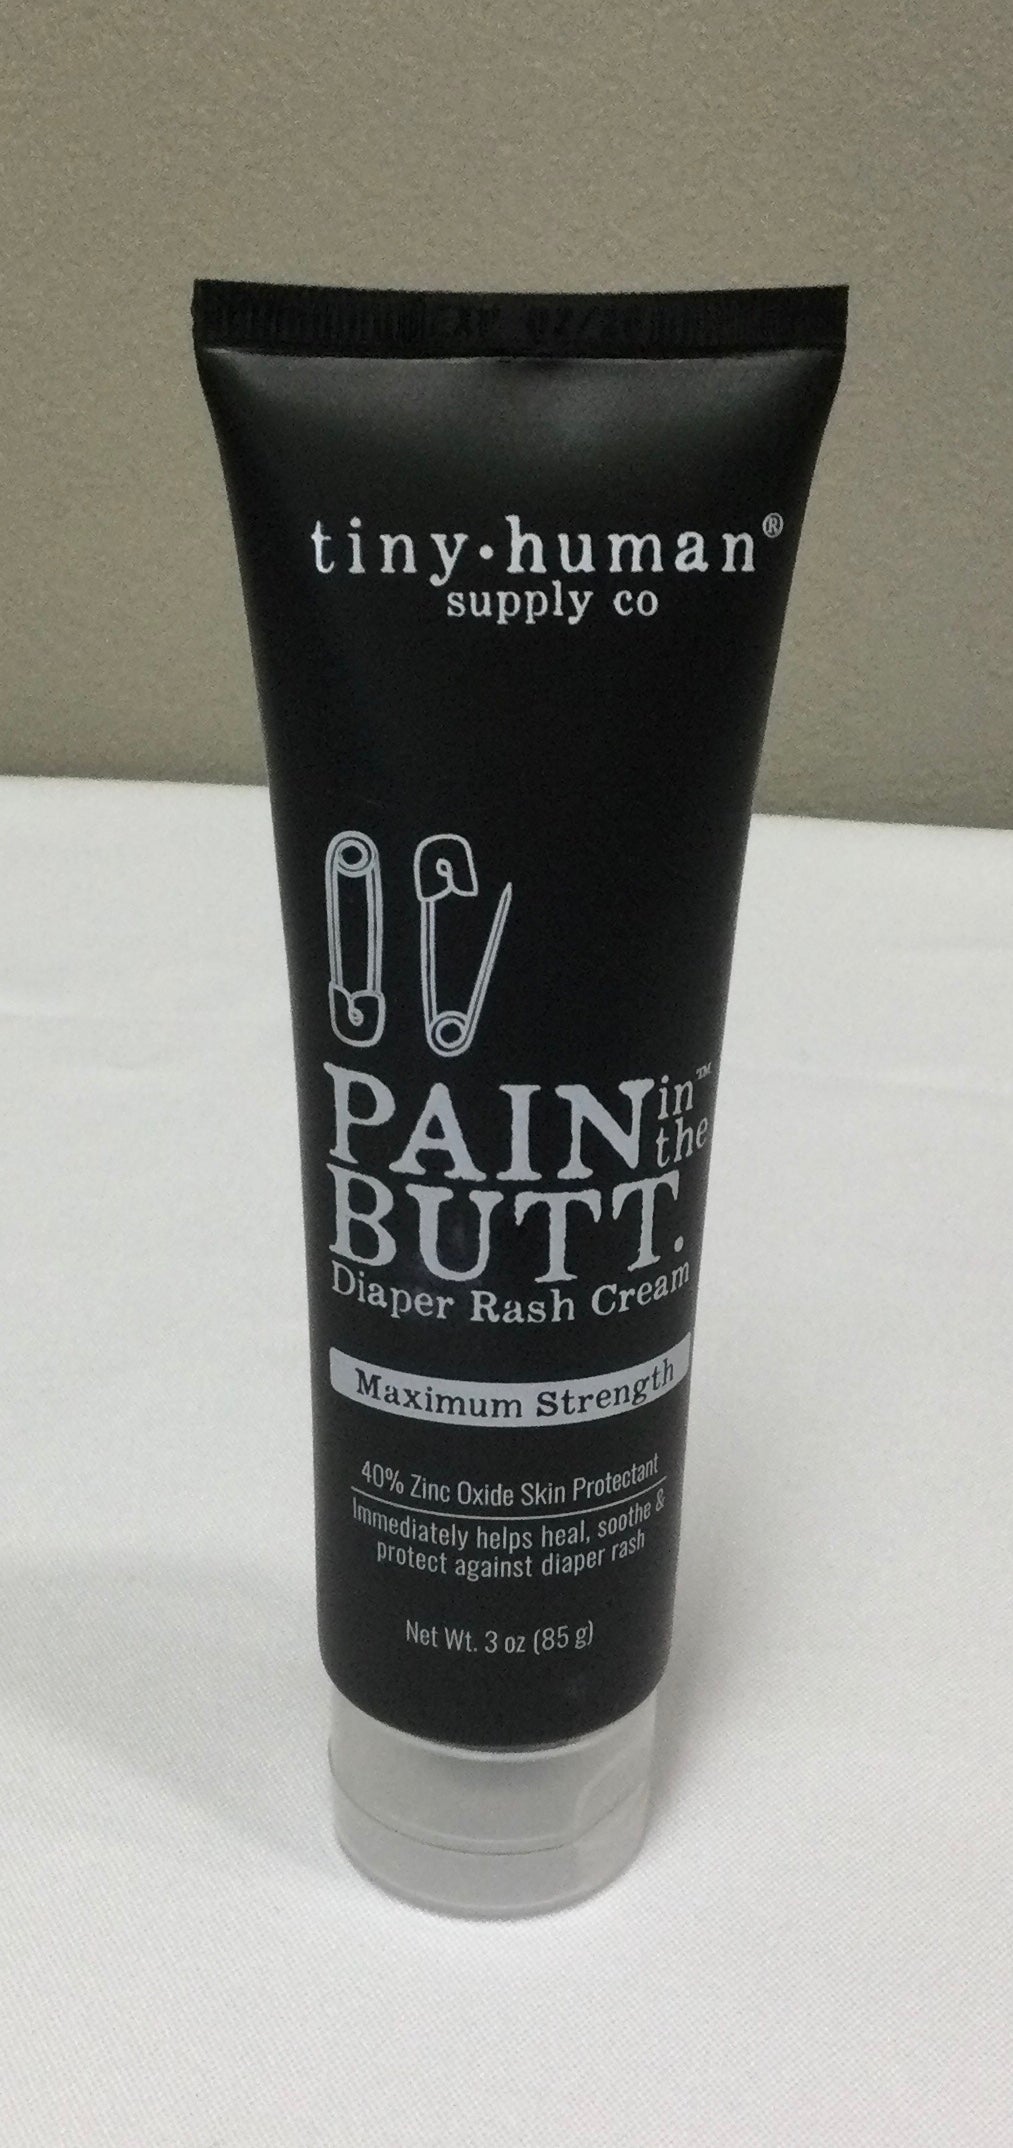 tiny·human®
supply co
PAIN in the™
BUTT.
Diaper Rash Cream
Maximum Strength
40% Zinc Oxide Skin Protectant
Immediately helps heal, soothe &
protect against diaper rash
Net Wt. 3 oz (85 g)